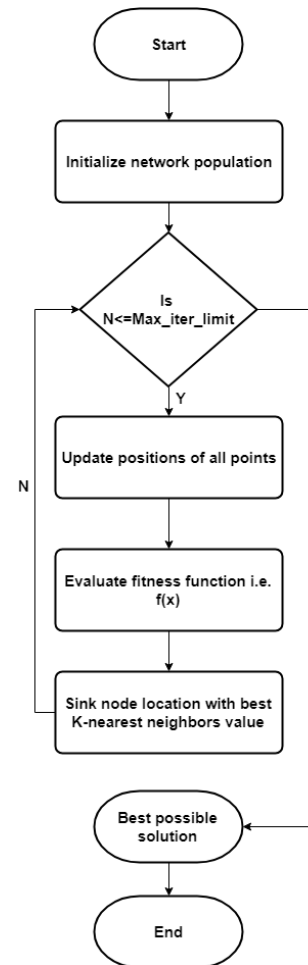 Start
Initialize network population
Is
N<=Max_iter_limit
Y
Update positions of all points
N
Evaluate fitness function i.e.
f(x)
Sink node location with best
K-nearest neighbors value
Best possible
solution
End